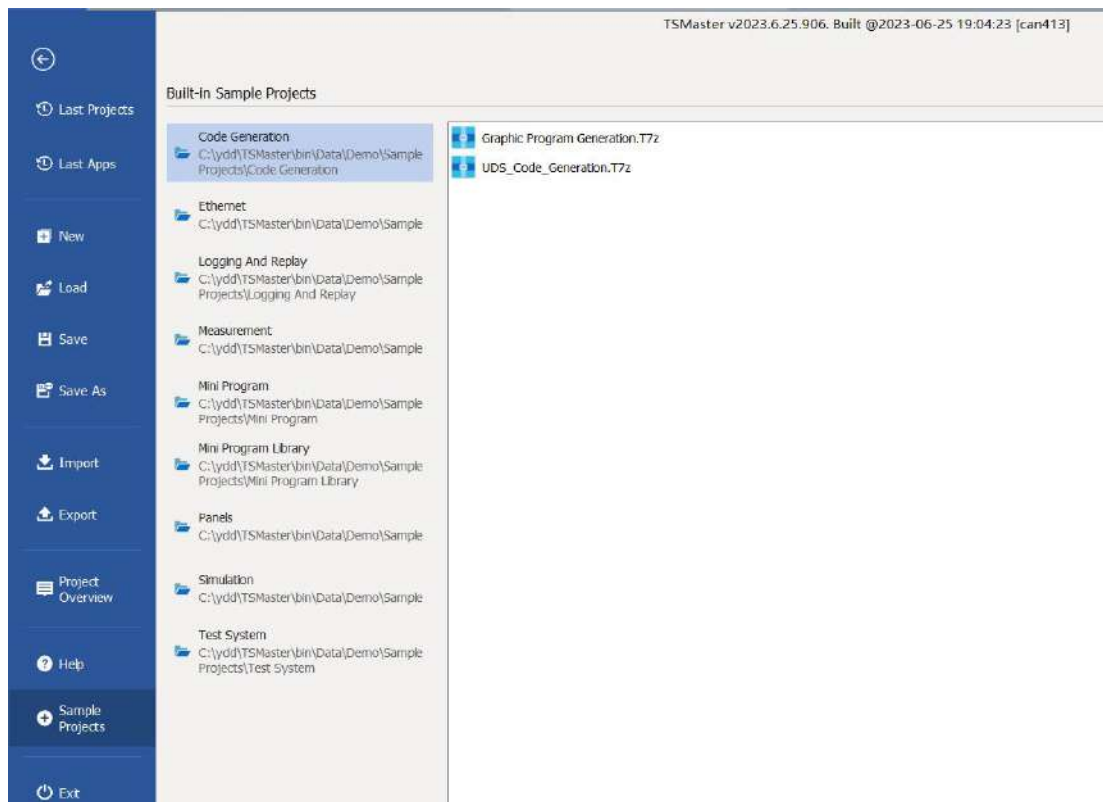 TSMaster v2023.6.25.906. Built @2023-06-25 19:04:23 [can413]
Last Projects
Last Apps
New
Load
Save
Save As
Import
Export
Project
Overview
Help
Sample
Projects
Exit
Built-in Sample Projects
Code Generation
C:\ydd\TSMaster\bin\Data\Demo\Sample
Projects\Code Generation
Ethernet
C:\ydd\TSMaster\bin\Data\Demo\Sample
Logging And Replay
C:\ydd\TSMaster\bin\Data\Demo\Sample
Projects\Logging And Replay
Measurement
C:\ydd\TSMaster\bin\Data\Demo\Sample
Mini Program
C:\ydd\TSMaster\bin\Data\Demo\Sample
Projects\Mini Program
Mini Program Library
C:\ydd\TSMaster\bin\Data\Demo\Sample
Projects\Mini Program Library
Panels
C:\ydd\TSMaster\bin\Data\Demo\Sample
Simulation
C:\ydd\TSMaster\bin\Data\Demo\Sample
Test System
C:\ydd\TSMaster\bin\Data\Demo\Sample
Projects\Test System
Graphic Program Generation.T7z
UDS_Code_Generation.T7z